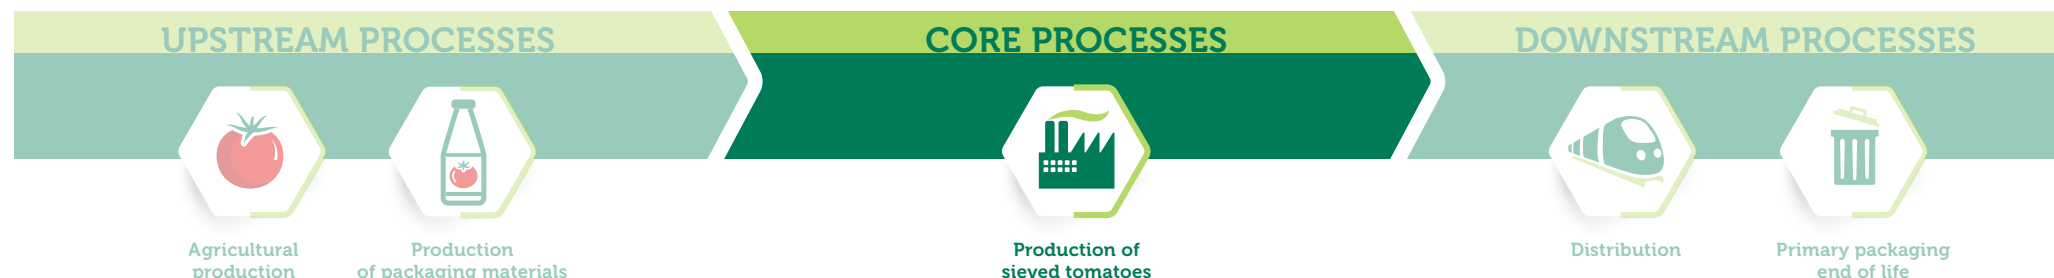 UPSTREAM PROCESSES
CORE PROCESSES
DOWNSTREAM PROCESSES
Agricultural
production
Production
of packaging materials
Production of
sieved tomatoes
Distribution
Primary packaging
end of life